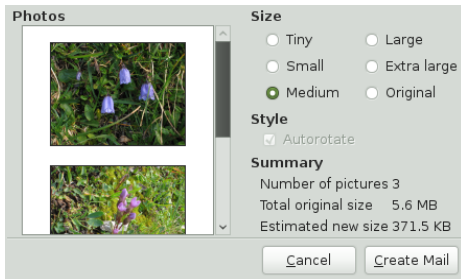 Photos
Size
Tiny
Large
Small
Extra large
Medium
Original
Style
Autorotate
Summary
Number of pictures 3
Total original size 5.6 MB
Estimated new size 371.5 KB
Cancel
Create Mail